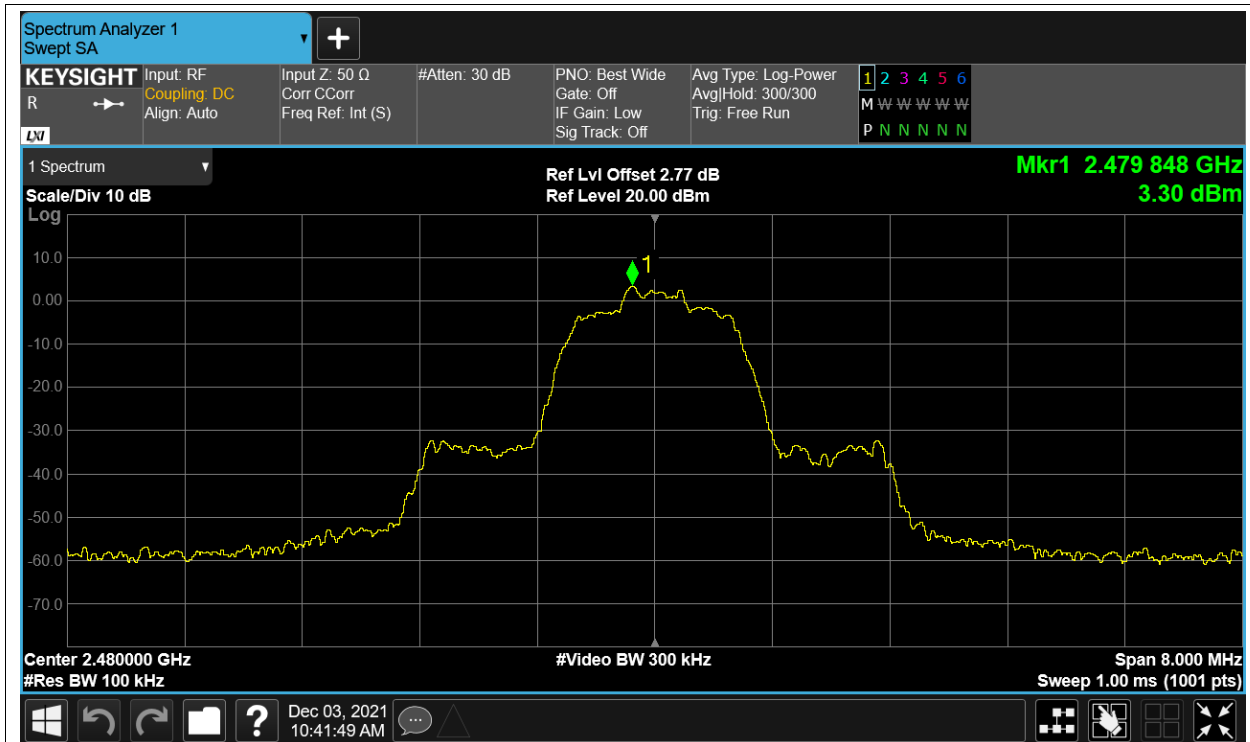 Spectrum Analyzer 1
Swept SA
KEYSIGHT
R
LXI
Input: RF
Coupling: DC
Align: Auto
Input Z: 50 Ω
Corr CCorr
Freq Ref: Int (S)
#Atten: 30 dB
PNO: Best Wide
Gate: Off
IF Gain: Low
Sig Track: Off
Avg Type: Log-Power
Avg|Hold: 300/300
Trig: Free Run
1 2 3 4 5 6
M W W W W W
P N N N N N
1 Spectrum
Scale/Div 10 dB
Log
Ref Lvl Offset 2.77 dB
Ref Level 20.00 dBm
Mkr1 2.479 848 GHz
3.30 dBm
1
10.0
0.00
-10.0
-20.0
-30.0
-40.0
-50.0
-60.0
-70.0
Center 2.480000 GHz
#Video BW 300 kHz
Span 8.000 MHz
#Res BW 100 kHz
Sweep 1.00 ms (1001 pts)
?
Dec 03, 2021
10:41:49 AM